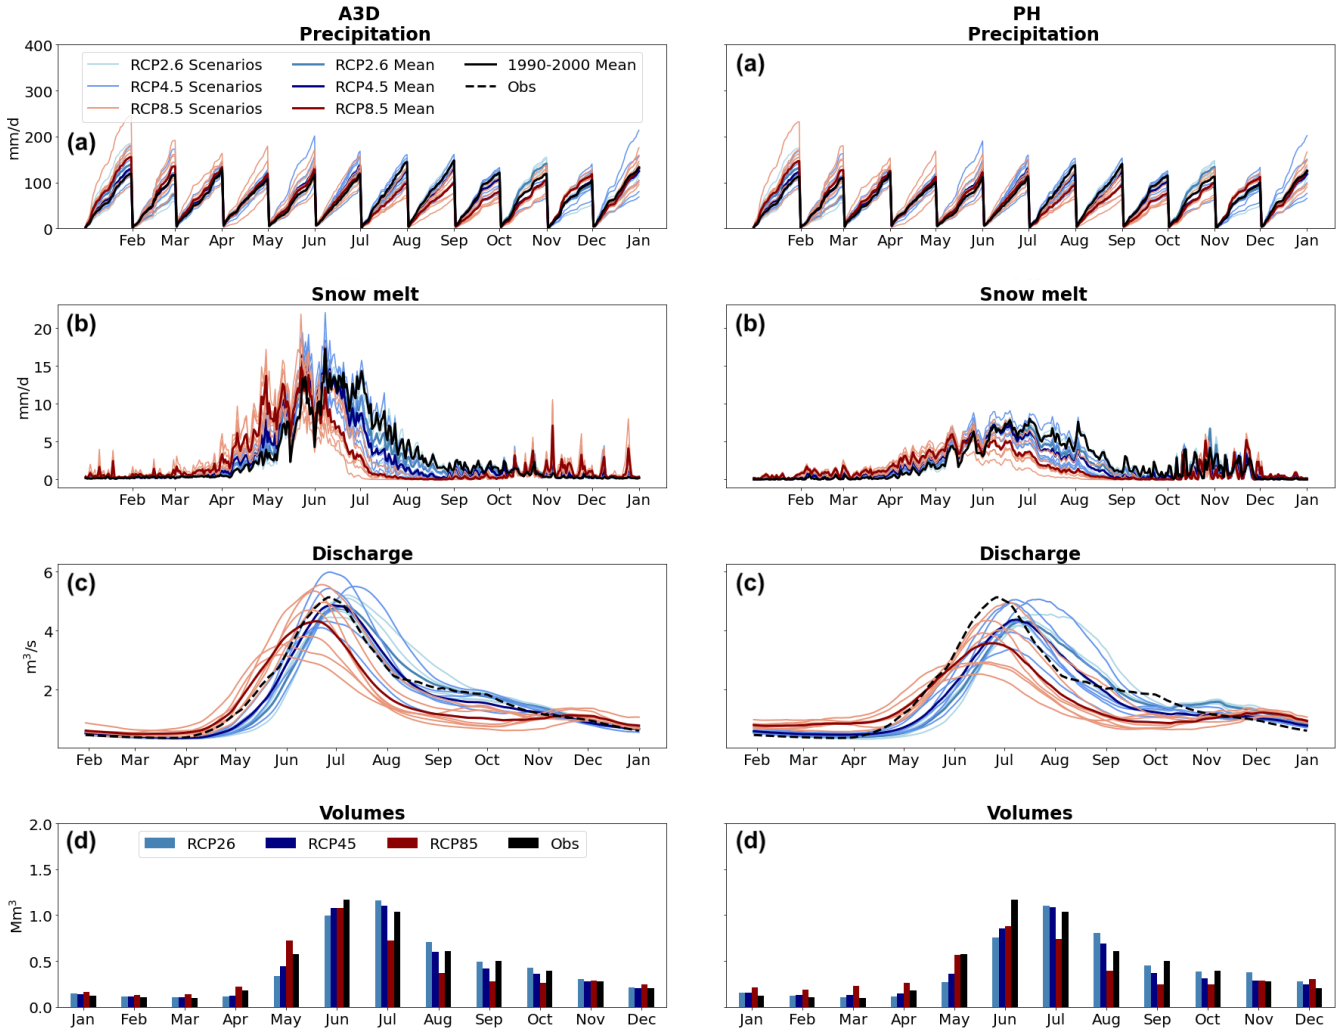 A3D
Precipitation
400
300
200
100
0
mm/d
RCP2.6 Scenarios
RCP4.5 Scenarios
RCP8.5 Scenarios
RCP2.6 Mean
RCP4.5 Mean
RCP8.5 Mean
1990-2000 Mean
Obs
(a)
Feb Mar Apr May Jun Jul Aug Sep Oct Nov Dec Jan
PH
Precipitation
(a)
Feb Mar Apr May Jun Jul Aug Sep Oct Nov Dec Jan
Snow melt
(b)
20
15
10
5
0
mm/d
Feb Mar Apr May Jun Jul Aug Sep Oct Nov Dec Jan
Snow melt
(b)
Feb Mar Apr May Jun Jul Aug Sep Oct Nov Dec Jan
Discharge
(c)
6
4
2
m³/s
Feb Mar Apr May Jun Jul Aug Sep Oct Nov Dec Jan
Discharge
(c)
Feb Mar Apr May Jun Jul Aug Sep Oct Nov Dec Jan
Volumes
(d)
2.0
1.5
1.0
0.5
0.0
Mm³
RCP26 RCP45 RCP85 Obs
Jan Feb Mar Apr May Jun Jul Aug Sep Oct Nov Dec
Volumes
(d)
Jan Feb Mar Apr May Jun Jul Aug Sep Oct Nov Dec